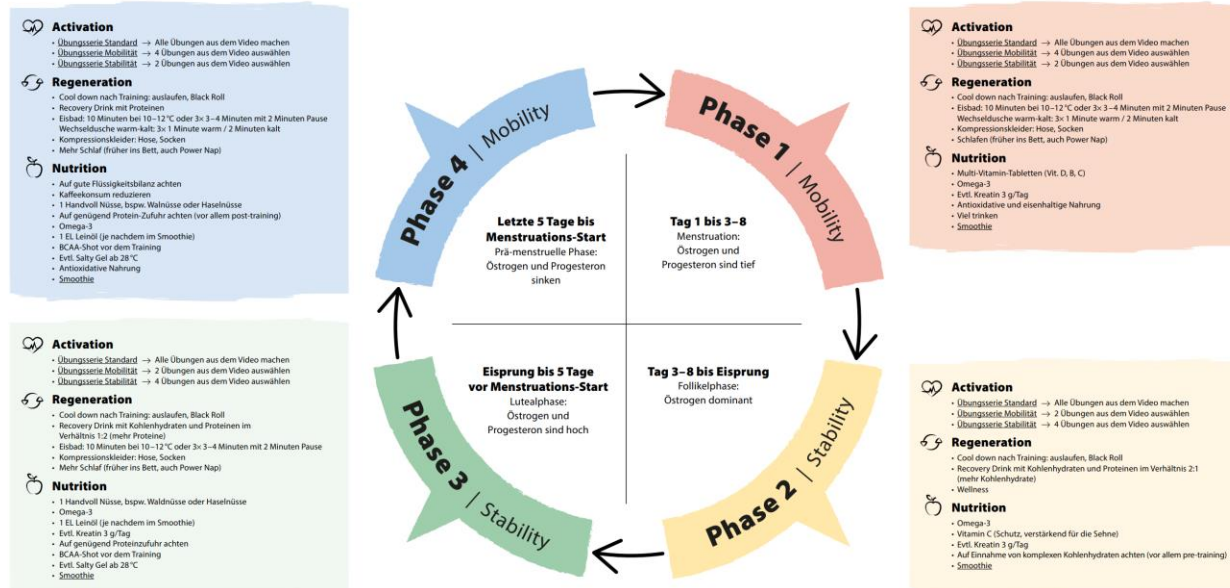 Activation
• Übungsserie Standard → Alle Übungen aus dem Video machen
• Übungsserie Mobilität → 4 Übungen aus dem Video auswählen
• Übungsserie Stabilität → 2 Übungen aus dem Video auswählen
Regeneration
• Cool down nach Training: auslaufen, Black Roll
• Recovery Drink mit Proteinen
• Eisbad: 10 Minuten bei 10–12 °C oder 3× 3–4 Minuten mit 2 Minuten Pause
Wechseldusche warm-kalt: 3× 1 Minute warm / 2 Minuten kalt
• Kompressionskleider: Hose, Socken
• Mehr Schlaf (früher ins Bett, auch Power Nap)
Nutrition
• Auf gute Flüssigkeitsbilanz achten
• Kaffeekonsum reduzieren
• 1 Handvoll Nüsse, bspw. Walnüsse oder Haselnüsse
• Auf genügend Protein-Zufuhr achten (vor allem post-training)
• Omega-3
• 1 EL Leinöl (je nachdem im Smoothie)
• BCAA-Shot vor dem Training
• Evtl. Salty Gel ab 28 °C
• Antioxidative Nahrung
• Smoothie
Phase 4 | Mobility
Letzte 5 Tage bis
Menstruations-Start
Prä-menstruelle Phase:
Östrogen und Progesteron
sinken
Phase 1 | Mobility
Tag 1 bis 3–8
Menstruation:
Östrogen und
Progesteron sind tief
Activation
• Übungsserie Standard → Alle Übungen aus dem Video machen
• Übungsserie Mobilität → 4 Übungen aus dem Video auswählen
• Übungsserie Stabilität → 2 Übungen aus dem Video auswählen
Regeneration
• Cool down nach Training: auslaufen, Black Roll
• Eisbad: 10 Minuten bei 10–12 °C oder 3× 3–4 Minuten mit 2 Minuten Pause
Wechseldusche warm-kalt: 3× 1 Minute warm / 2 Minuten kalt
• Kompressionskleider: Hose, Socken
• Schlafen (früher ins Bett, auch Power Nap)
Nutrition
• Multi-Vitamin-Tabletten (Vit. D, B, C)
• Omega-3
• Evtl. Kreatin 3 g/Tag
• Antioxidative und eisenhaltige Nahrung
• Viel trinken
• Smoothie
Activation
• Übungsserie Standard → Alle Übungen aus dem Video machen
• Übungsserie Mobilität → 2 Übungen aus dem Video auswählen
• Übungsserie Stabilität → 4 Übungen aus dem Video auswählen
Regeneration
• Cool down nach Training: auslaufen, Black Roll
• Recovery Drink mit Kohlenhydraten und Proteinen im
Verhältnis 1:2 (mehr Proteine)
• Eisbad: 10 Minuten bei 10–12 °C oder 3× 3–4 Minuten mit 2 Minuten Pause
• Kompressionskleider: Hose, Socken
• Mehr Schlaf (früher ins Bett, auch Power Nap)
Nutrition
• 1 Handvoll Nüsse, bspw. Waldnüsse oder Haselnüsse
• Omega-3
• 1 EL Leinöl (je nachdem im Smoothie)
• Evtl. Kreatin 3 g/Tag
• Auf genügend Proteinzufuhr achten
• BCAA-Shot vor dem Training
• Evtl. Salty Gel ab 28 °C
• Smoothie
Phase 3 | Stability
Eisprung bis 5 Tage
vor Menstruations-Start
Lutealphase:
Östrogen und
Progesteron sind hoch
Phase 2 | Stability
Tag 3–8 bis Eisprung
Follikelphase:
Östrogen dominant
Activation
• Übungsserie Standard → Alle Übungen aus dem Video machen
• Übungsserie Mobilität → 2 Übungen aus dem Video auswählen
• Übungsserie Stabilität → 4 Übungen aus dem Video auswählen
Regeneration
• Cool down nach Training: auslaufen, Black Roll
• Recovery Drink mit Kohlenhydraten und Proteinen im Verhältnis 2:1
(mehr Kohlenhydrate)
• Wellness
Nutrition
• Omega-3
• Vitamin C (Schutz, verstärkend für die Sehne)
• Evtl. Kreatin 3 g/Tag
• Auf Einnahme von komplexen Kohlenhydraten achten (vor allem pre-training)
• Smoothie